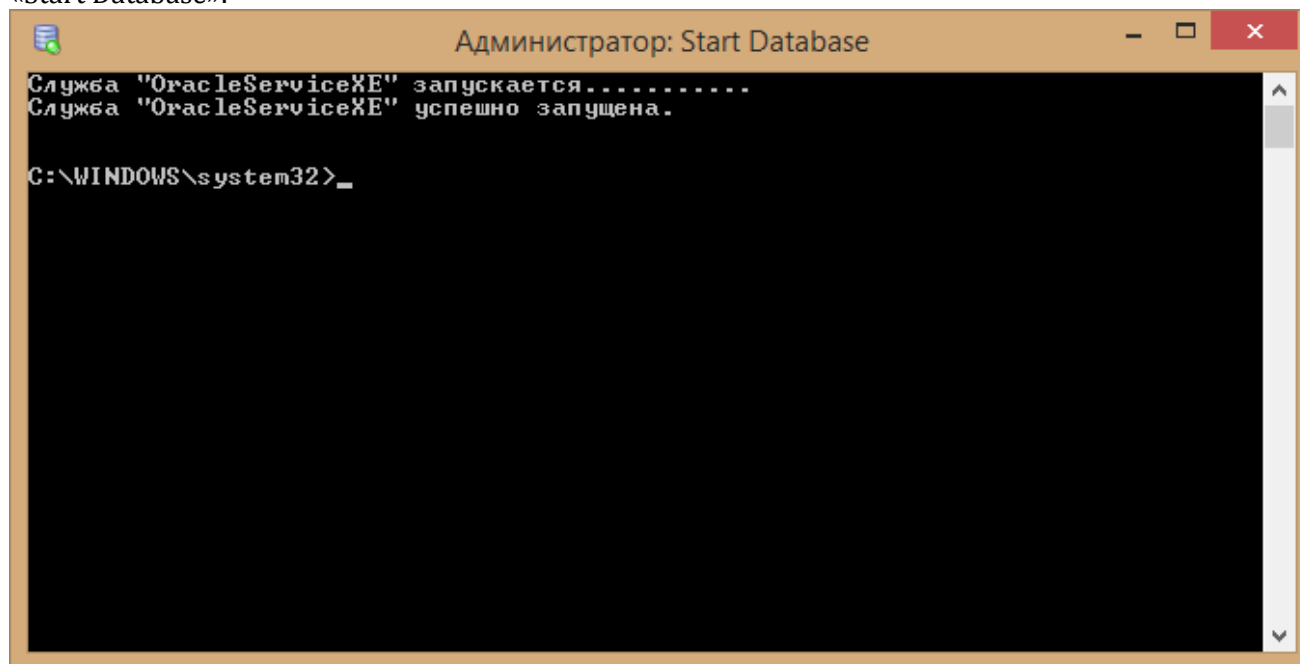 «Start Database».
Администратор: Start Database
Служба "OracleServiceXE" запускается...........
Служба "OracleServiceXE" успешно запущена.
C:\WINDOWS\system32>_